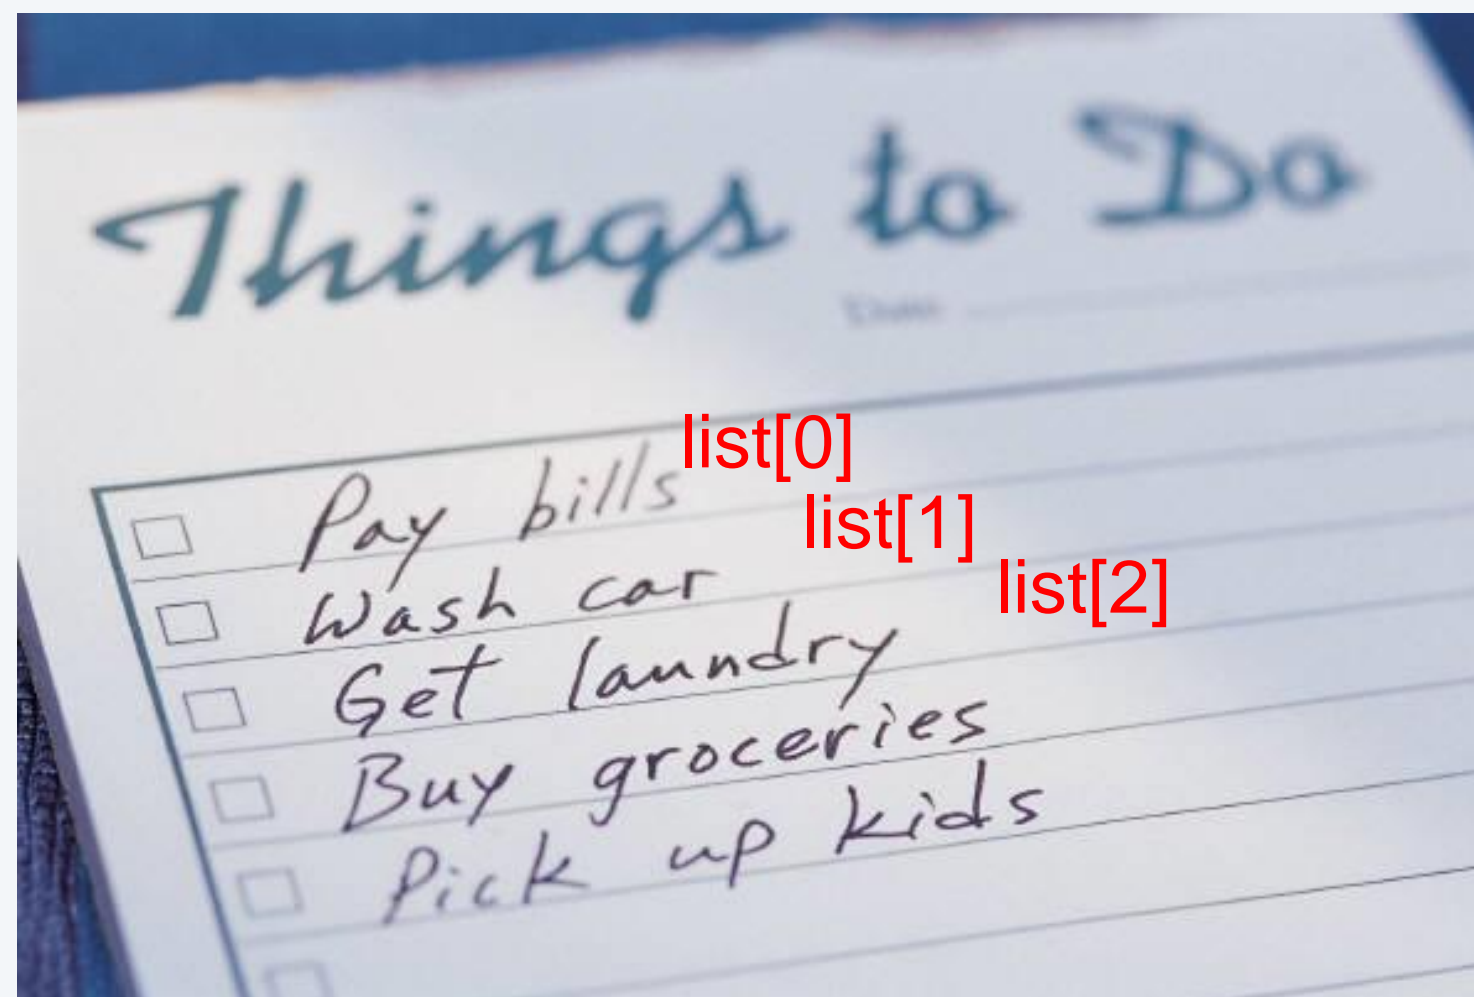 Things to Do
Date
list[0]
Pay bills
list[1]
Wash car
list[2]
Get laundry
Buy groceries
Pick up kids